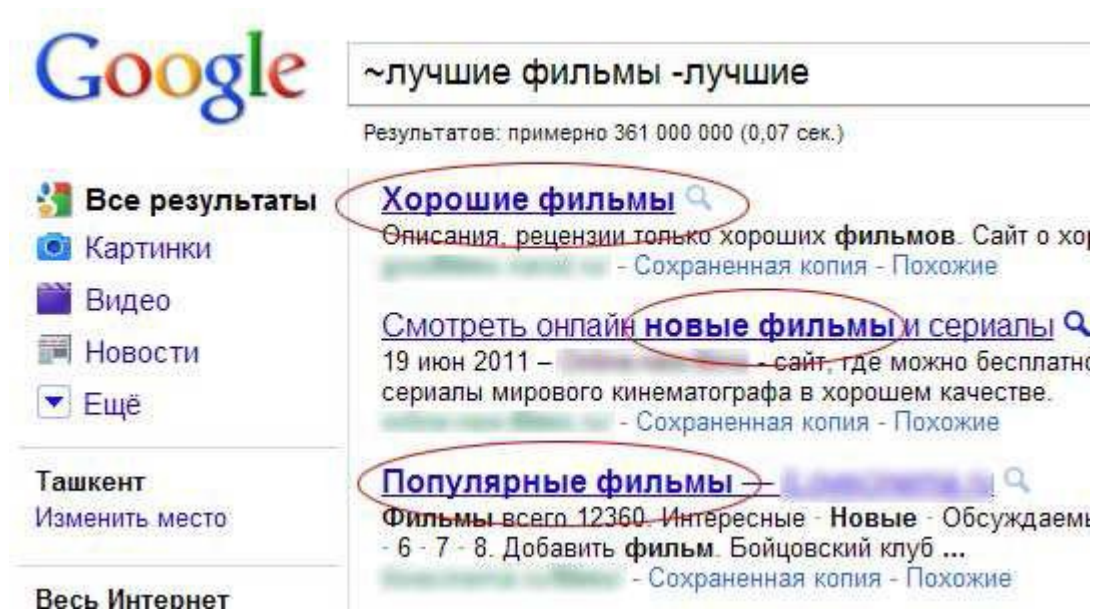 Google
~лучшие фильмы -лучшие
Результатов: примерно 361 000 000 (0,07 сек.)
Все результаты
Картинки
Видео
Новости
Ещё
Ташкент
Изменить место
Весь Интернет
Хорошие фильмы
Описания, рецензии только хороших фильмов. Сайт о хо
- Сохраненная копия - Похожие
Смотреть онлайн новые фильмы и сериалы
19 июн 2011 – - сайт, где можно бесплатно
сериалы мирового кинематографа в хорошем качестве.
- Сохраненная копия - Похожие
Популярные фильмы —
Фильмы всего 12360. Интересные · Новые · Обсуждаемы
· 6 · 7 · 8. Добавить фильм. Бойцовский клуб ...
- Сохраненная копия - Похожие